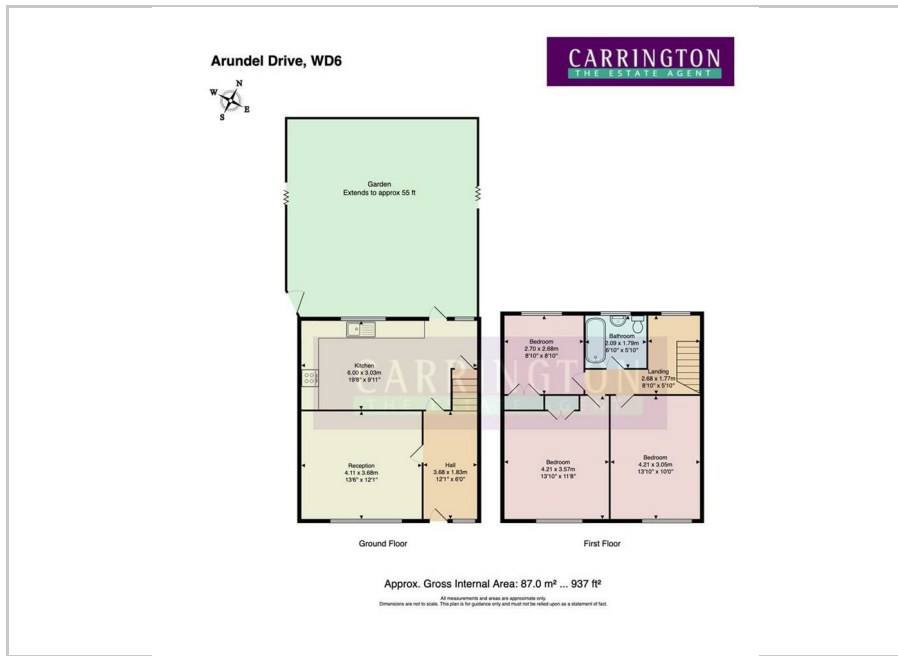 Arundel Drive, WD6
CARRINGTON
THE ESTATE AGENT
N
W
E
S
Garden
Extends to approx 55 ft
Kitchen
6.00 x 3.03m
19'8" x 9'11"
Reception
4.11 x 3.68m
13'6" x 12'1"
Hall
3.68 x 1.83m
12'1" x 6'0"
Bedroom
2.70 x 2.68m
8'10" x 8'10"
Bathroom
2.09 x 1.79m
6'10" x 5'10"
Landing
2.68 x 1.77m
8'10" x 5'10"
CARRINGTON
THE ESTATE AGENT
Bedroom
4.21 x 3.57m
13'10" x 11'8"
Bedroom
4.21 x 3.05m
13'10" x 10'0"
Ground Floor
First Floor
Approx. Gross Internal Area: 87.0 m² ... 937 ft²
All measurements and areas are approximate only.
Dimensions are not to scale. This plan is for guidance only and must not be relied upon as a statement of fact.